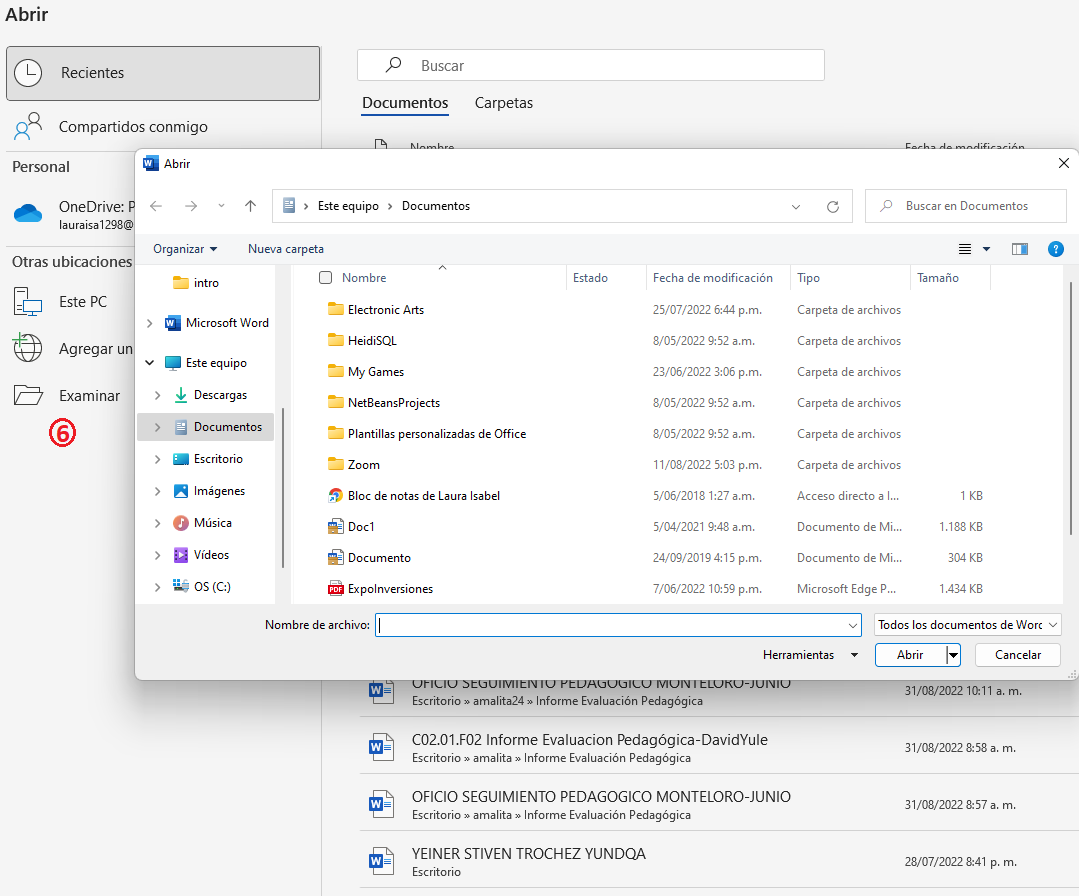 Abrir
Recientes
Buscar
Compartidos conmigo
Documentos Carpetas
Nombre Fecha de modificación
Personal
OneDrive: P
lauraisa1298@
Otras ubicaciones
Este PC
Agregar un
Examinar
6
Abrir
Este equipo Documentos
Buscar en Documentos
Organizar Nueva carpeta
intro
Microsoft Word
Este equipo
Descargas
Documentos
Escritorio
Imágenes
Música
Vídeos
OS (C:)
Nombre Estado Fecha de modificación Tipo Tamaño
Electronic Arts 25/07/2022 6:44 p.m. Carpeta de archivos
HeidiSQL 8/05/2022 9:52 a.m. Carpeta de archivos
My Games 23/06/2022 3:06 p.m. Carpeta de archivos
NetBeansProjects 8/05/2022 9:52 a.m. Carpeta de archivos
Plantillas personalizadas de Office 8/05/2022 9:52 a.m. Carpeta de archivos
Zoom 11/08/2022 5:03 p.m. Carpeta de archivos
Bloc de notas de Laura Isabel 5/06/2018 1:27 a.m. Acceso directo a l... 1 KB
Doc1 5/04/2021 9:48 a.m. Documento de Mi... 1.188 KB
Documento 24/09/2019 4:15 p.m. Documento de Mi... 304 KB
ExpoInversiones 7/06/2022 10:59 p.m. Microsoft Edge P... 1.434 KB
Nombre de archivo: Todos los documentos de Worc
Herramientas Abrir Cancelar
OFICIO SEGUIMIENTO PEDAGOGICO MONTELORO-JUNIO 31/08/2022 10:11 a. m.
Escritorio » amalita24 » Informe Evaluación Pedagógica
C02.01.F02 Informe Evaluacion Pedagógica-DavidYule 31/08/2022 8:58 a. m.
Escritorio » amalita » Informe Evaluación Pedagógica
OFICIO SEGUIMIENTO PEDAGOGICO MONTELORO-JUNIO 31/08/2022 8:57 a. m.
Escritorio » amalita » Informe Evaluación Pedagógica
YEINER STIVEN TROCHEZ YUNDQA 28/07/2022 8:41 p. m.
Escritorio